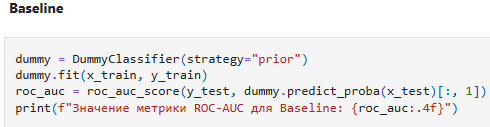 Baseline
dummy = DummyClassifier(strategy="prior")
dummy.fit(x_train, y_train)
roc_auc = roc_auc_score(y_test, dummy.predict_proba(x_test)[:, 1])
print(f"Значение метрики ROC-AUC для Baseline: {roc_auc:.4f}")